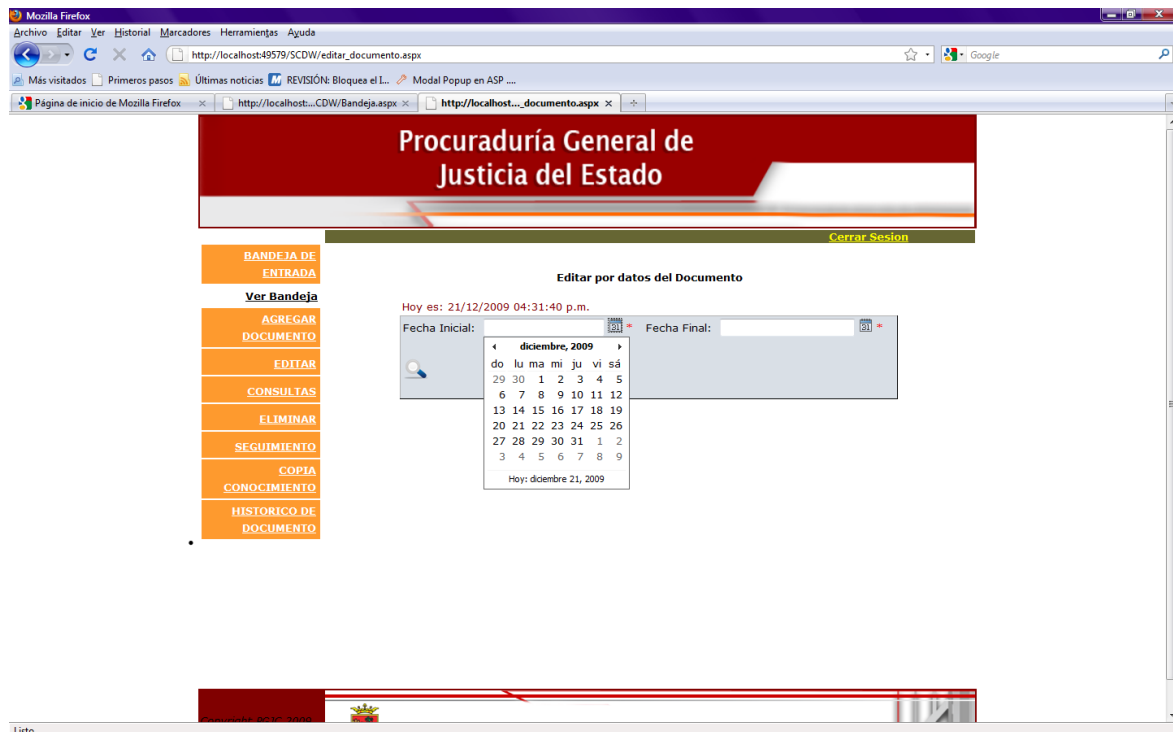 Mozilla Firefox
Archivo Editar Ver Historial Marcadores Herramientas Ayuda
http://localhost:49579/SCDW/editar_documento.aspx
Google
Más visitados Primeros pasos Últimas noticias REVISIÓN: Bloquea el I... Modal Popup en ASP ....
Página de inicio de Mozilla Firefox
http://localhost:...CDW/Bandeja.aspx
http://localhost..._documento.aspx
Procuraduría General de
Justicia del Estado
Cerrar Sesion
BANDEJA DE
ENTRADA
Ver Bandeja
AGREGAR
DOCUMENTO
EDITAR
CONSULTAS
ELIMINAR
SEGUIMIENTO
COPIA
CONOCIMIENTO
HISTORICO DE
DOCUMENTO
Editar por datos del Documento
Hoy es: 21/12/2009 04:31:40 p.m.
Fecha Inicial: 31 * Fecha Final: 31 *
diciembre, 2009
do lu ma mi ju vi sá
29 30 1 2 3 4 5
6 7 8 9 10 11 12
13 14 15 16 17 18 19
20 21 22 23 24 25 26
27 28 29 30 31 1 2
3 4 5 6 7 8 9
Hoy: diciembre 21, 2009
Listo